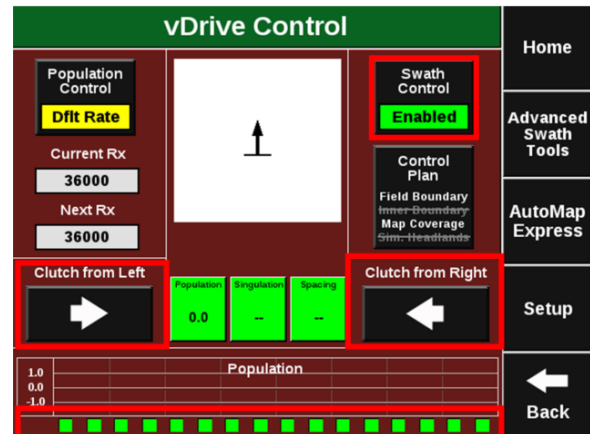 vDrive Control
Home
Population
Control
Dflt Rate
Current Rx
36000
Next Rx
36000
Swath
Control
Enabled
Control
Plan
Field Boundary
Inner Boundary
Map Coverage
Sim. Headlands
Advanced
Swath
Tools
AutoMap
Express
Clutch from Left
Population
0.0
Singulation
--
Spacing
--
Clutch from Right
Setup
Population
1.0
0.0
-1.0
Back